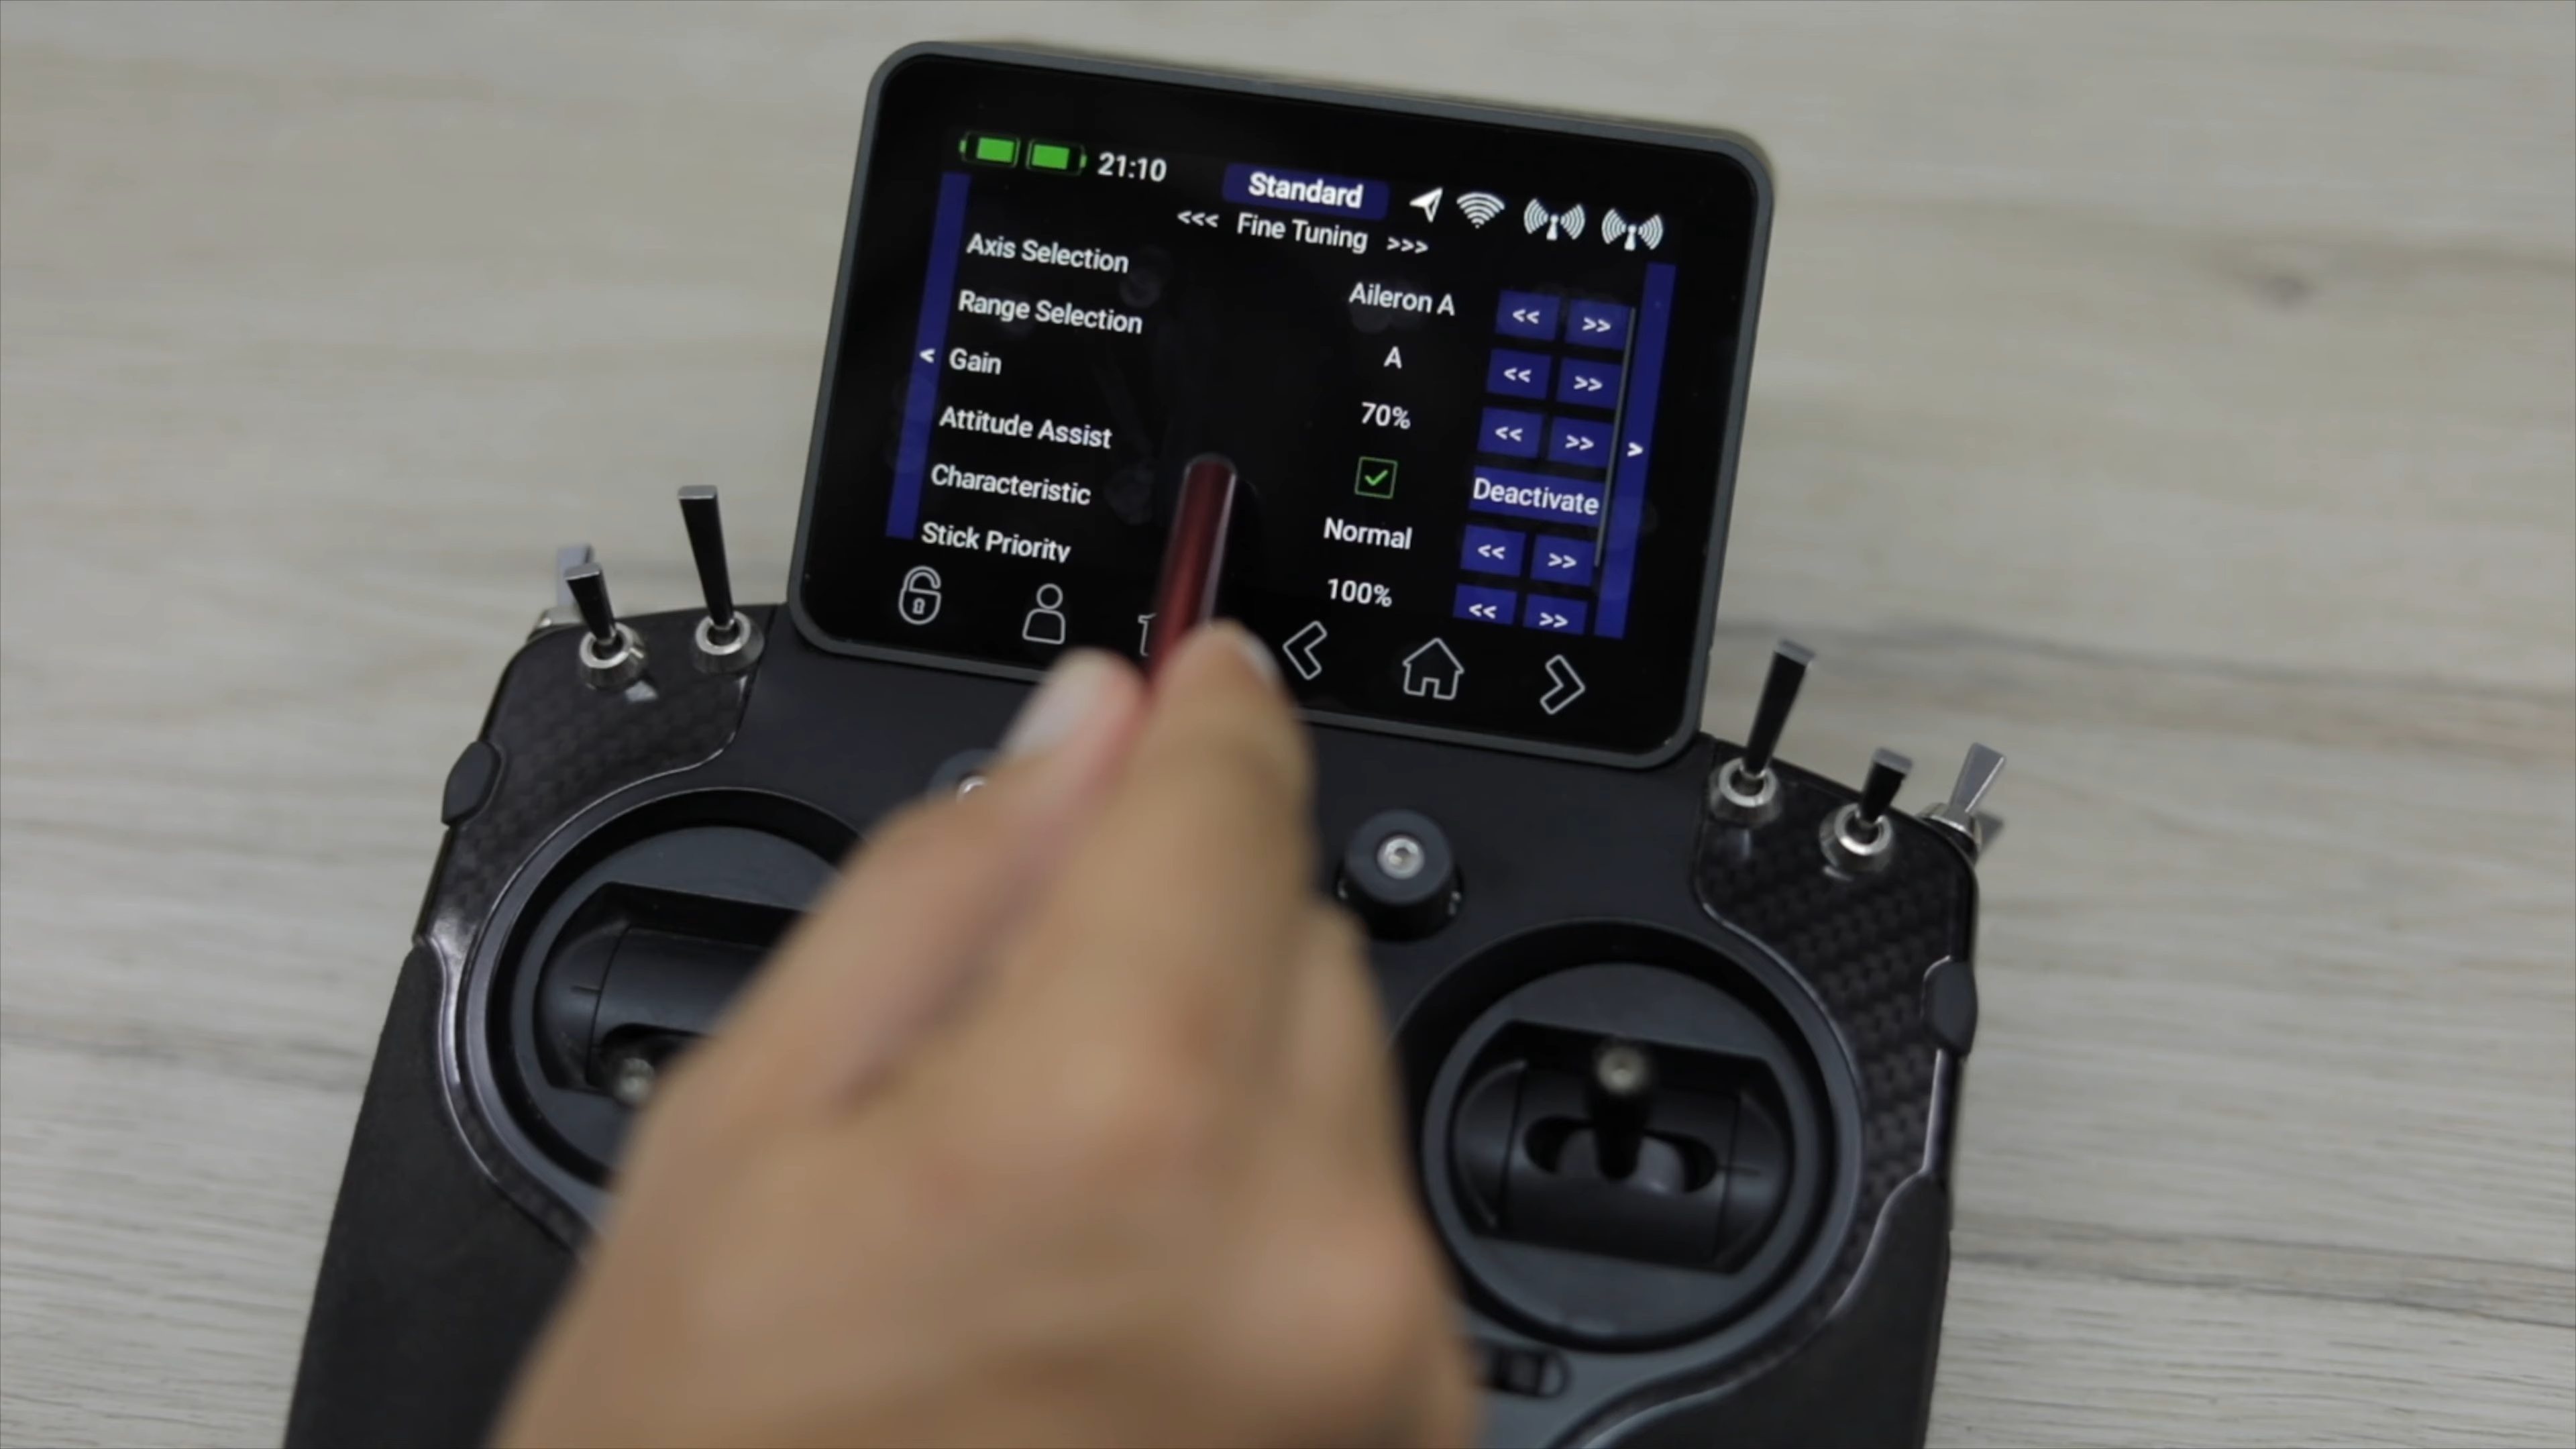 21:10
Standard
<<< Fine Tuning >>>
Axis Selection Aileron A << >>
Range Selection A << >>
< Gain 70% << >> >
Attitude Assist Deactivate
Characteristic Normal << >>
Stick Priority 100% << >>